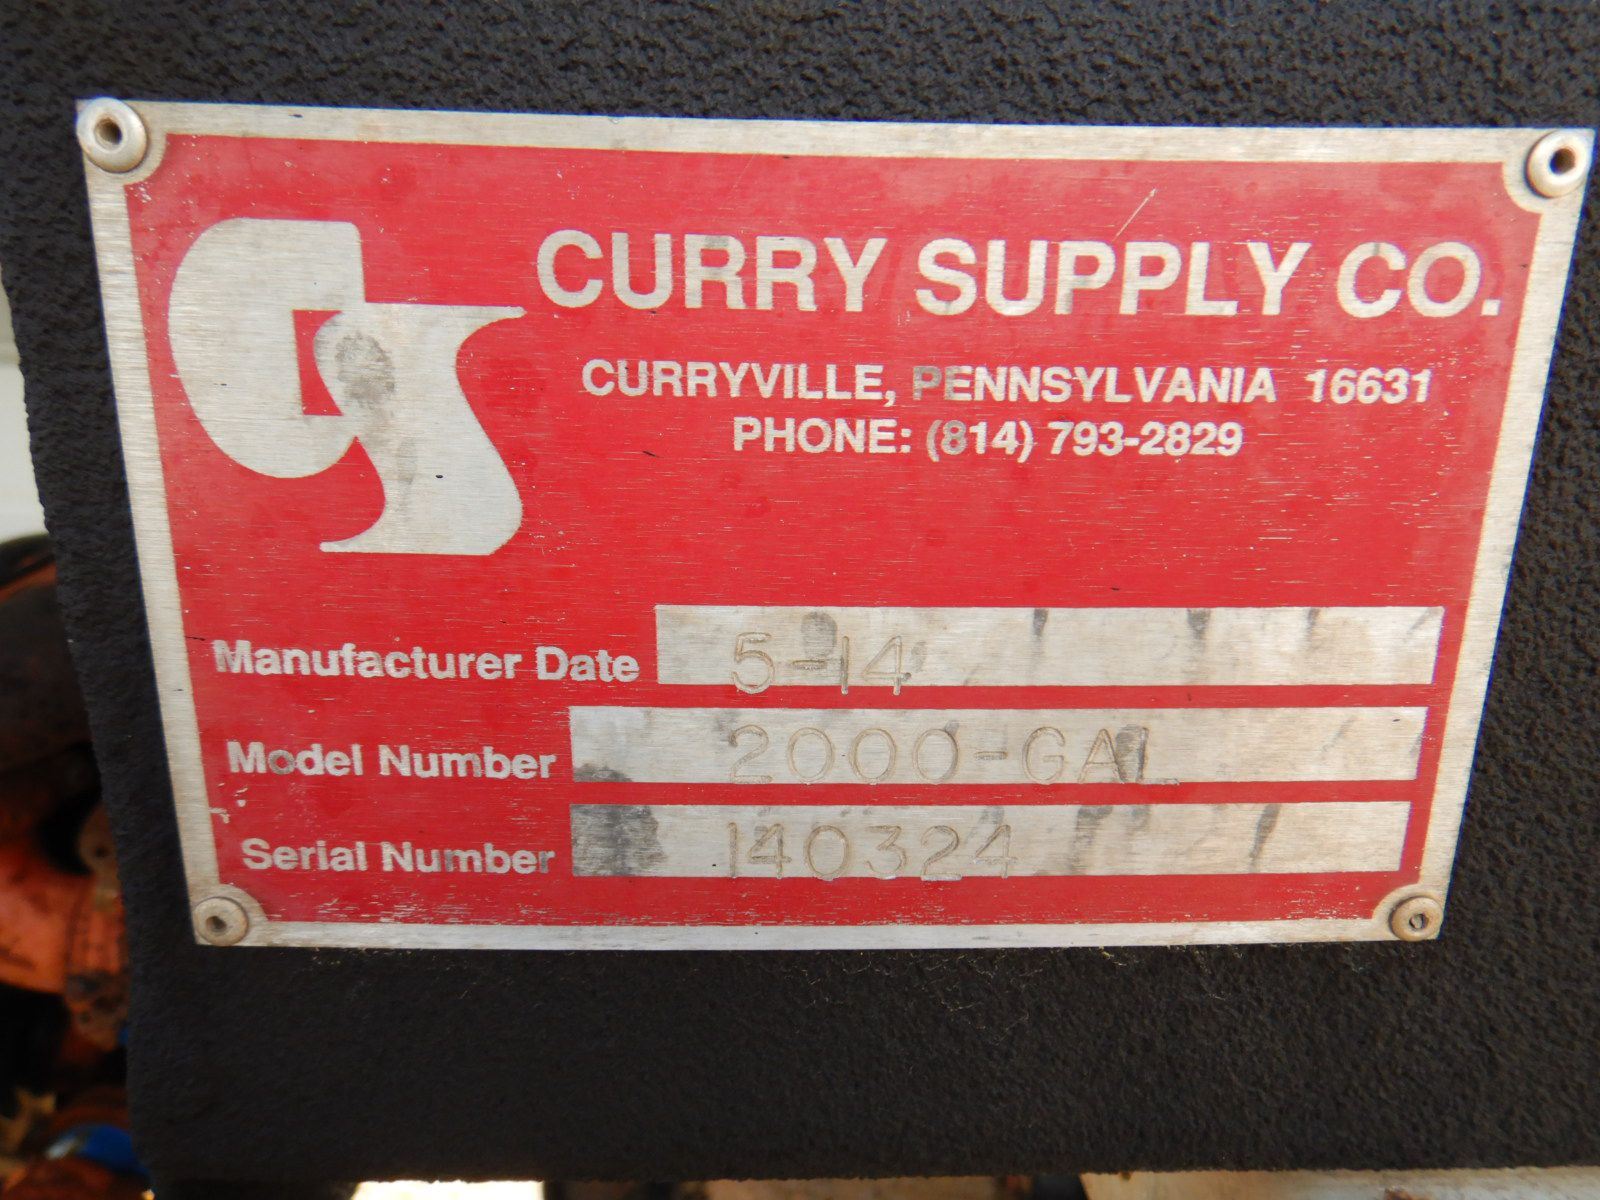 CS
CURRY SUPPLY CO.
CURRYVILLE, PENNSYLVANIA 16631
PHONE: (814) 793-2829
Manufacturer Date 5-14
Model Number 2000-GAL
Serial Number 140324